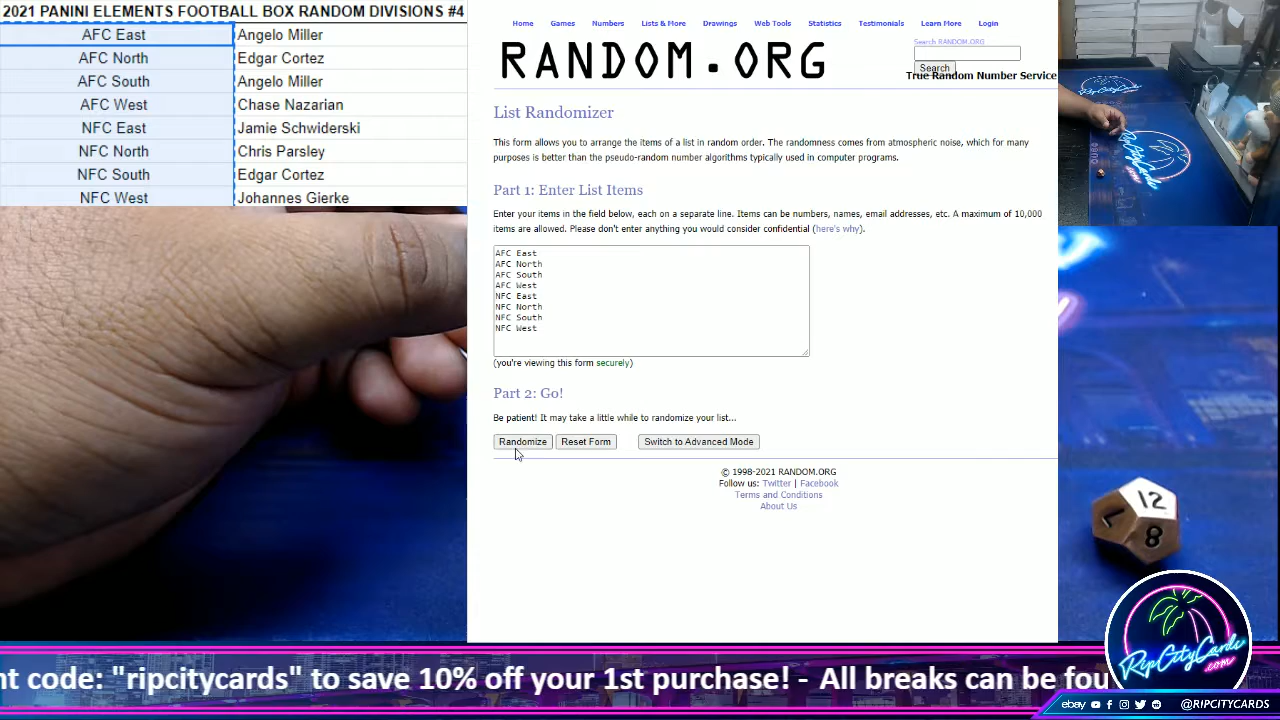 2021 PANINI ELEMENTS FOOTBALL BOX RANDOM DIVISIONS #4
AFC East Angelo Miller
AFC North Edgar Cortez
AFC South Angelo Miller
AFC West Chase Nazarian
NFC East Jamie Schwiderski
NFC North Chris Parsley
NFC South Edgar Cortez
NFC West Johannes Gierke
Home Games Numbers Lists & More Drawings Web Tools Statistics Testimonials Learn More Login
Search RANDOM.ORG
RANDOM.ORG
Search
True Random Number Service
List Randomizer
This form allows you to arrange the items of a list in random order. The randomness comes from atmospheric noise, which for many
purposes is better than the pseudo-random number algorithms typically used in computer programs.
Part 1: Enter List Items
Enter your items in the field below, each on a separate line. Items can be numbers, names, email addresses, etc. A maximum of 10,000
items are allowed. Please don't enter anything you would consider confidential (here's why).
AFC East
AFC North
AFC South
AFC West
NFC East
NFC North
NFC South
NFC West
(you're viewing this form securely)
Part 2: Go!
Be patient! It may take a little while to randomize your list...
Randomize Reset Form Switch to Advanced Mode
© 1998-2021 RANDOM.ORG
Follow us: Twitter | Facebook
Terms and Conditions
About Us
12
7
8
RipCityCards
.com
nt code: "ripcitycards" to save 10% off your 1st purchase! - All breaks can be fou
ebay @RIPCITYCARDS